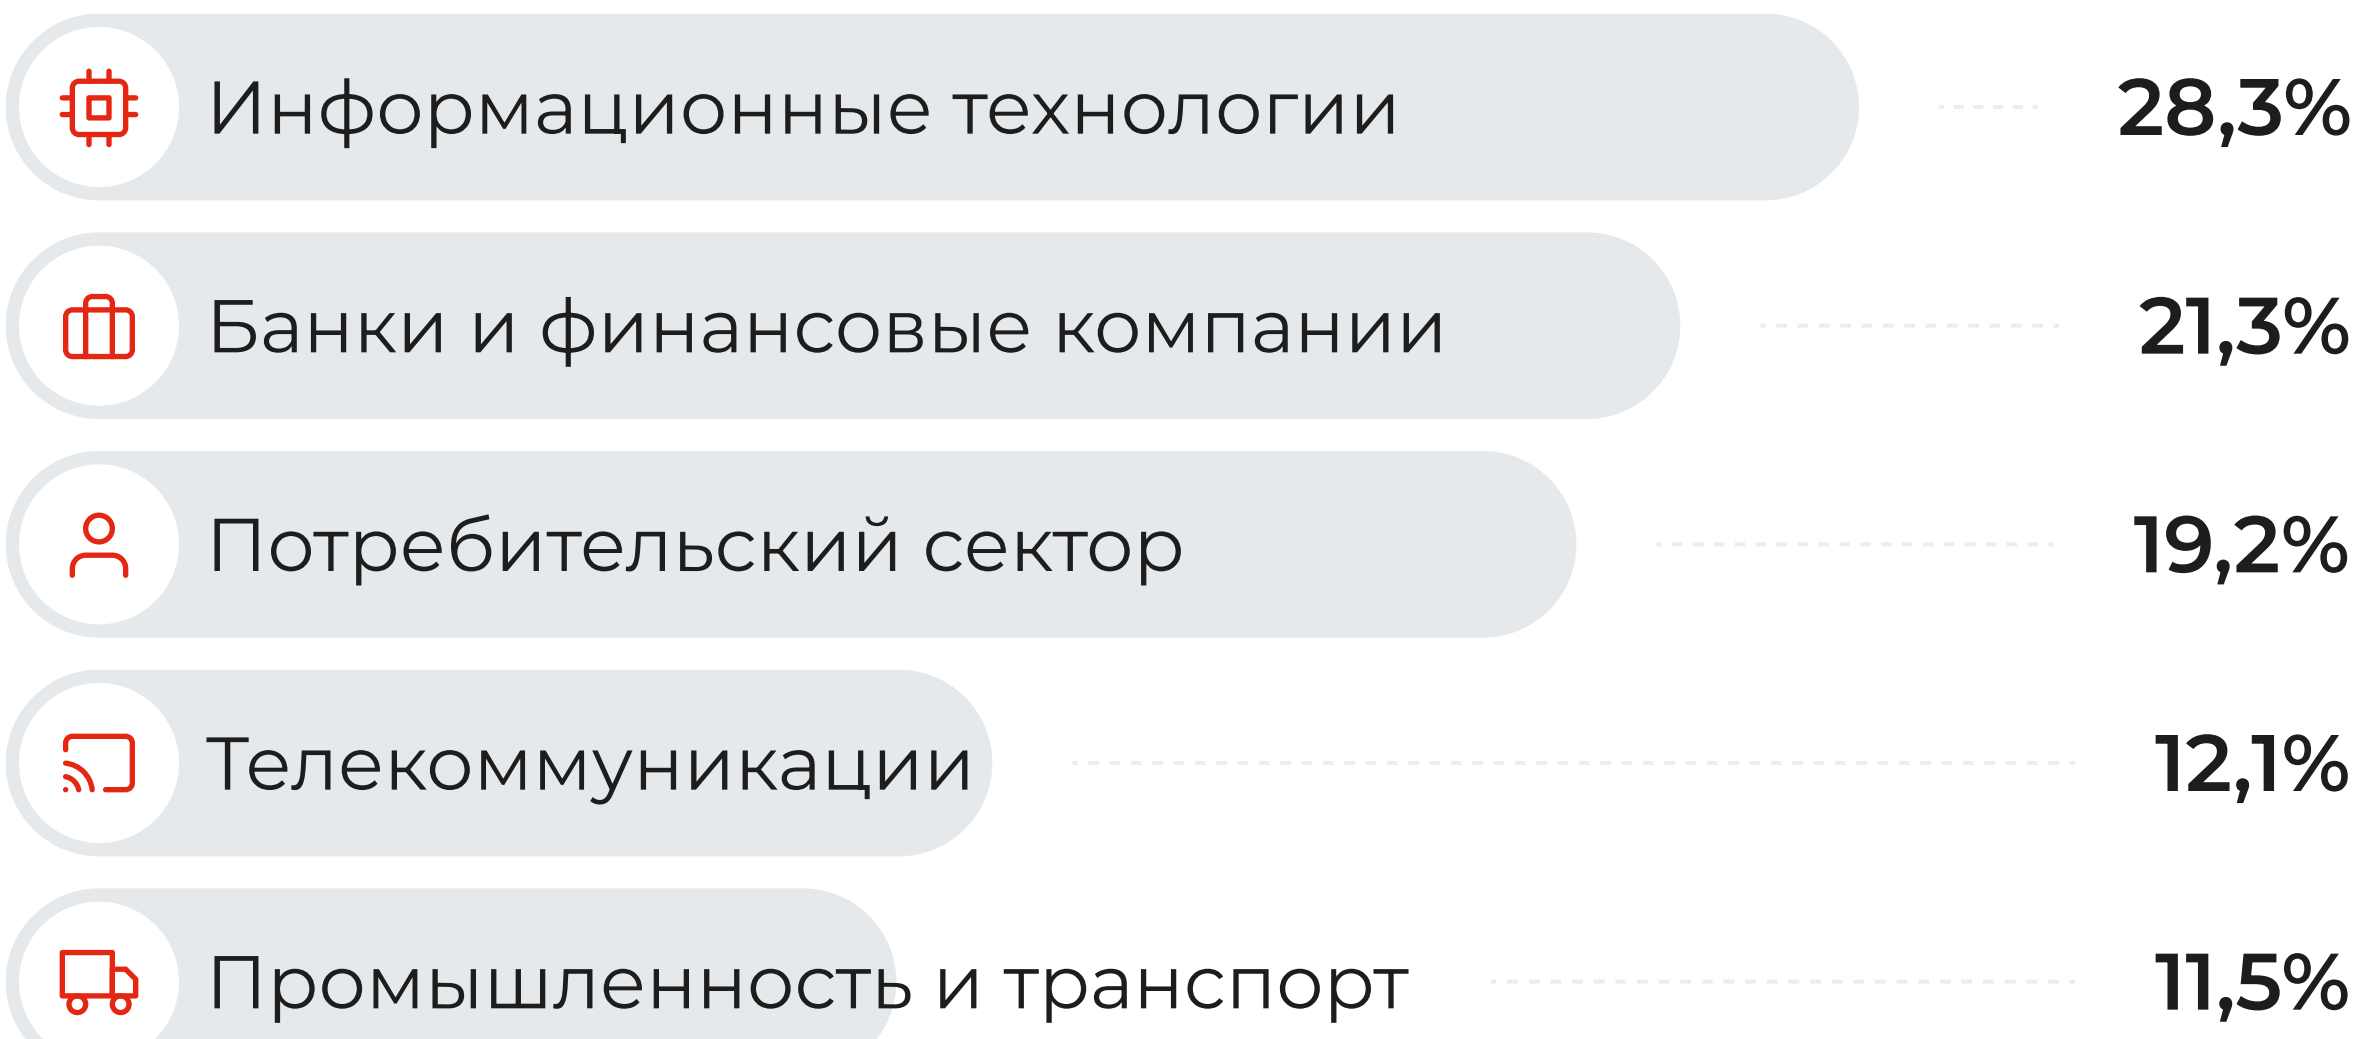 Информационные технологии 28,3%
Банки и финансовые компании 21,3%
Потребительский сектор 19,2%
Телекоммуникации 12,1%
Промышленность и транспорт 11,5%